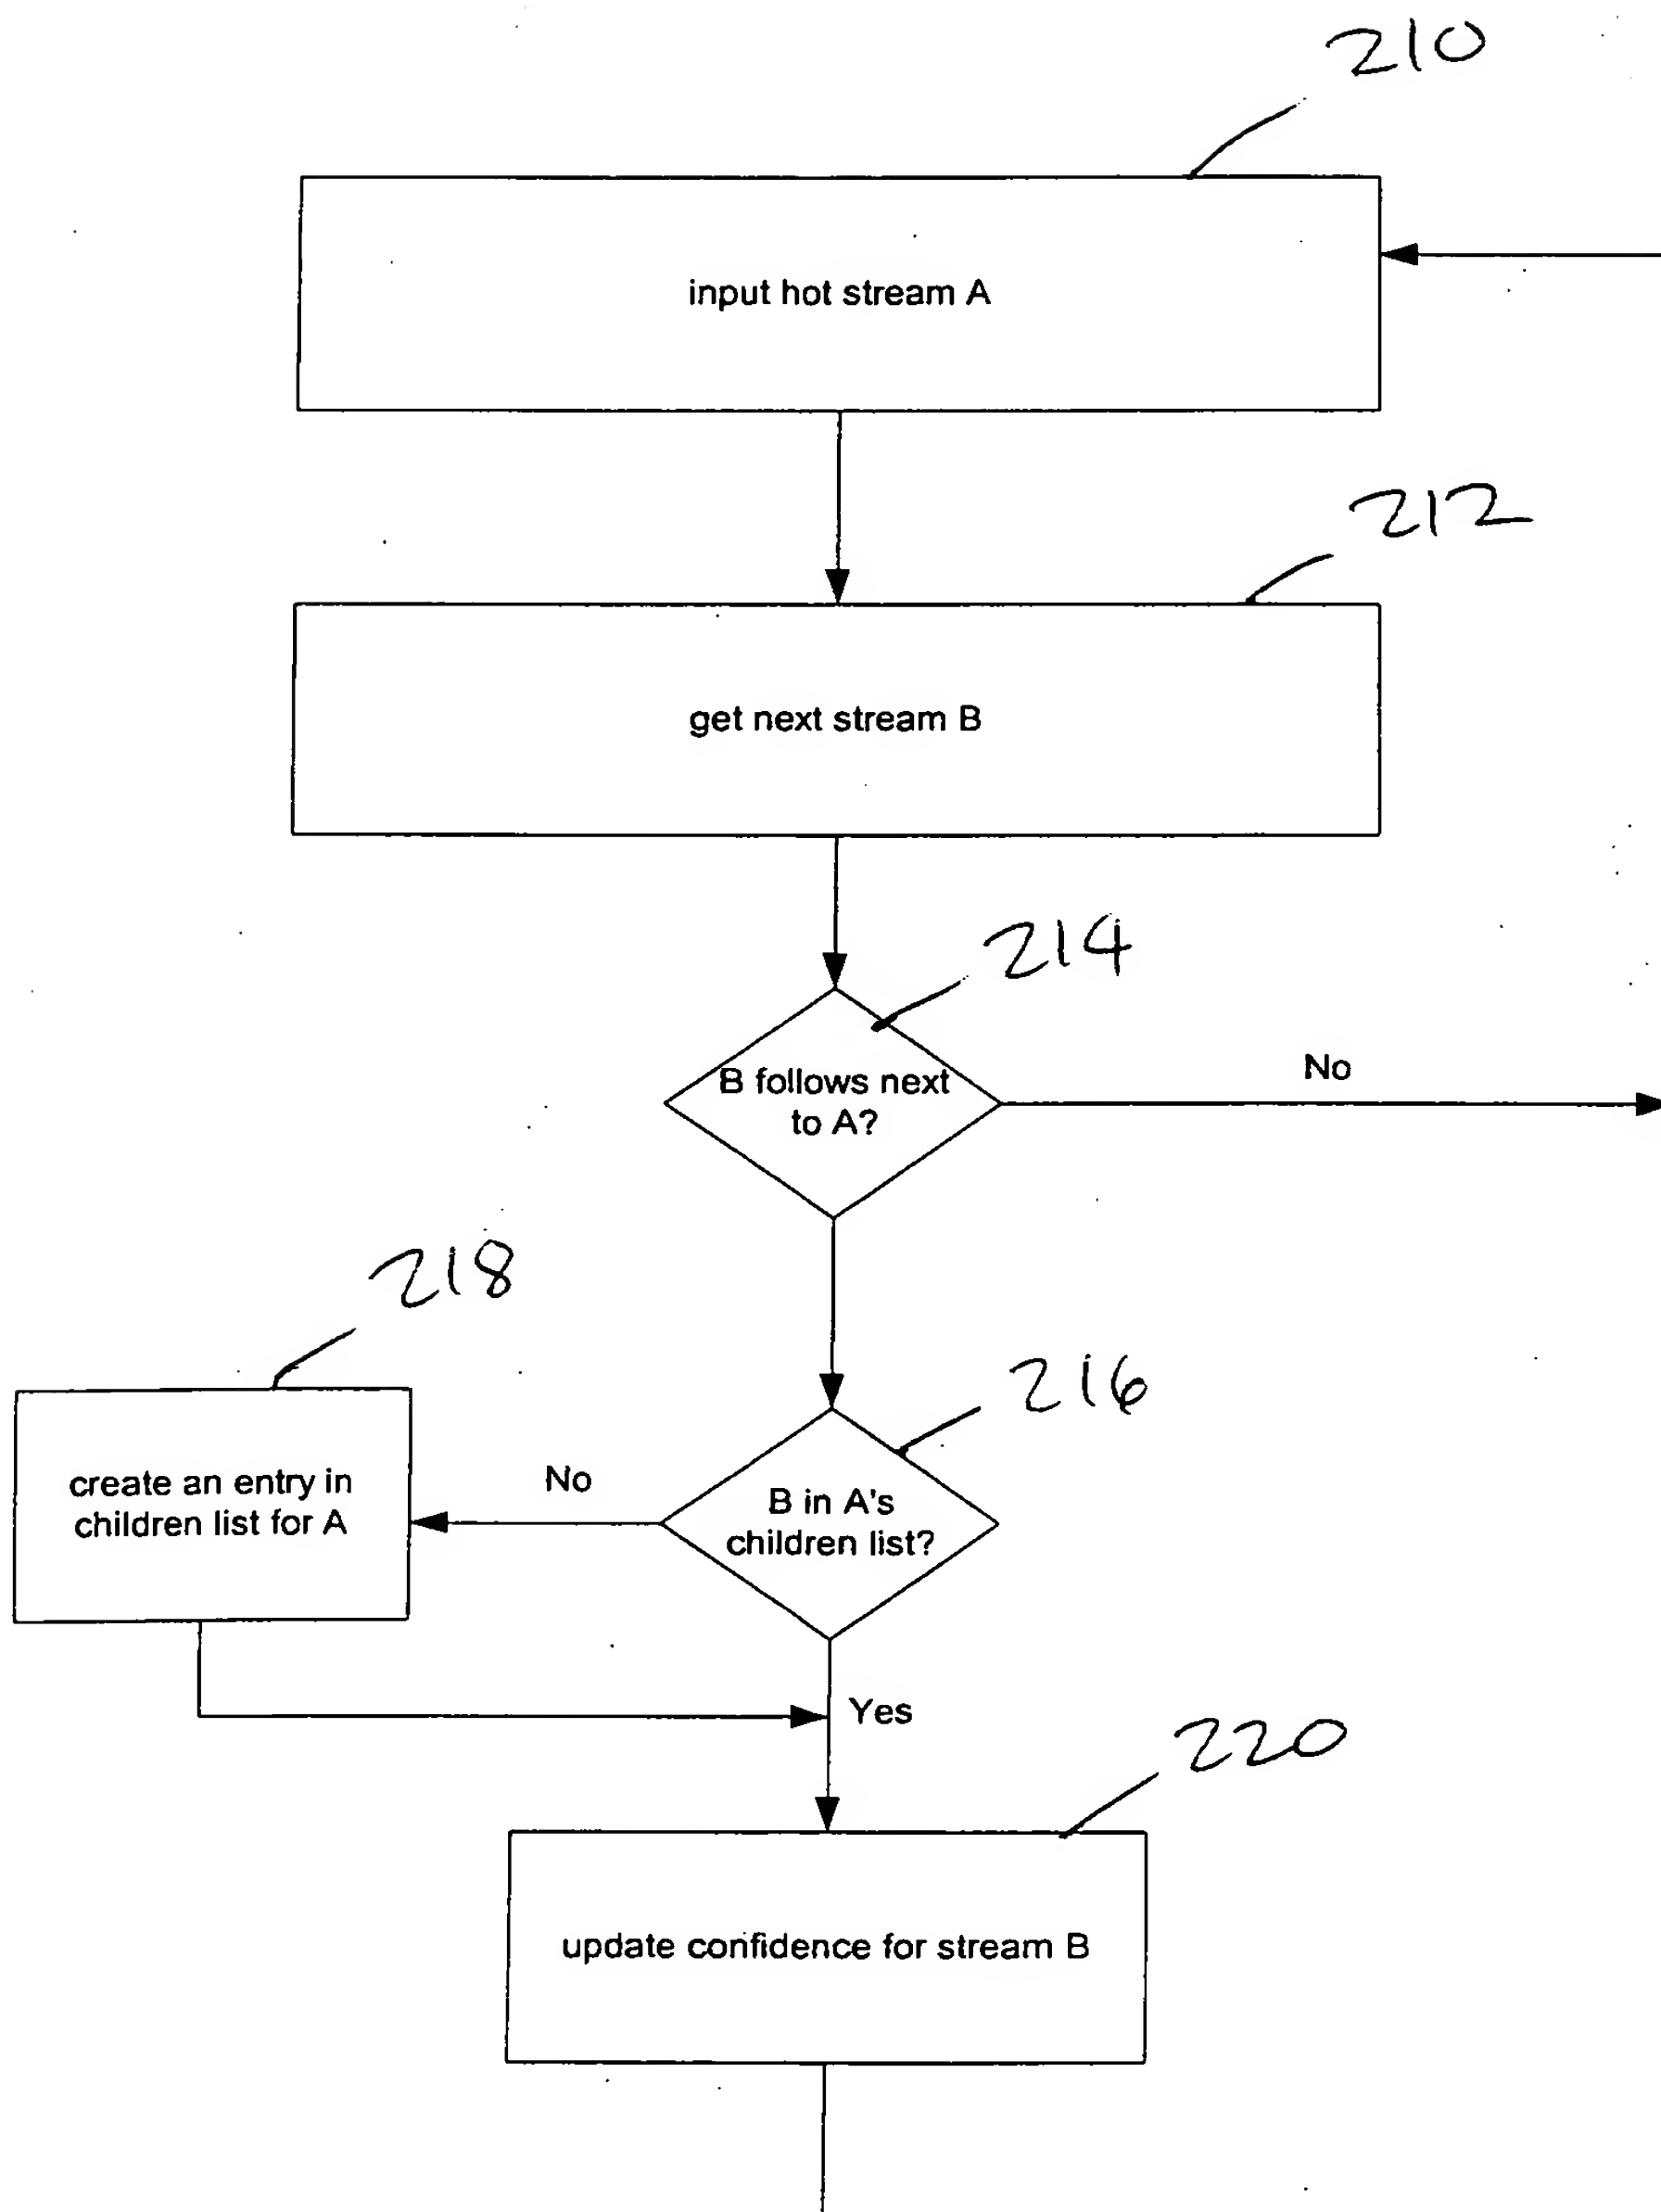 210
input hot stream A
212
get next stream B
214
B follows next
to A?
No
218
216
create an entry in
children list for A
No
B in A's
children list?
Yes
220
update confidence for stream B